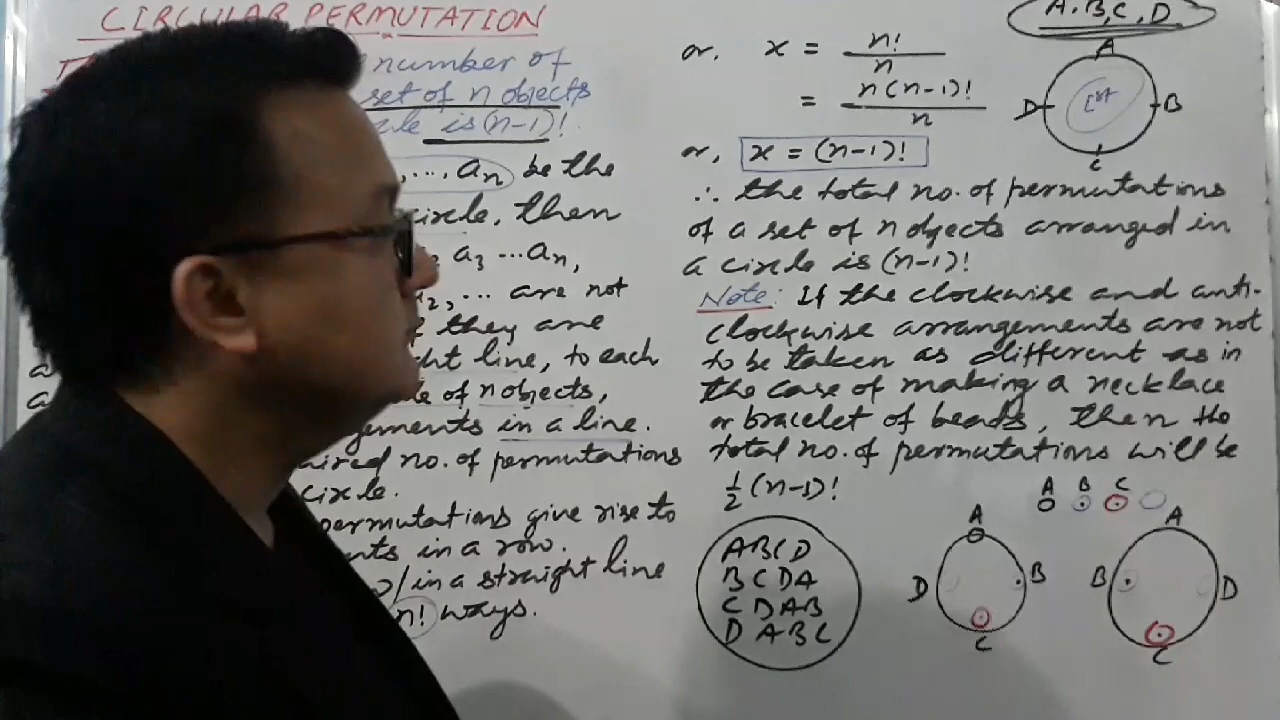 CIRCULAR PERMUTATION
number of
set of n objects
is (n-1)!
, ..., an be the
circle, then
, a3 ... an,
2, ... are not
they are
line, to each
of n objects,
in a line.
no. of permutations
circle.
permutations give rise to
in a row.
/in a straight line
n! ways.
or, x = n!/n
= n(n-1)!/n
or, x = (n-1)!
∴ the total no. of permutations
of a set of n objects arranged in
a circle is (n-1)!
Note: If the clockwise and anti-
clockwise arrangements are not
to be taken as different as in
the case of making a necklace
or bracelet of beads, then the
total no. of permutations will be
1/2 (n-1)!
ABCD
BCDA
CDAB
DABC
A, B, C, D
A
D
1st
B
C
A B C
A
D
B
C
A
B
D
C